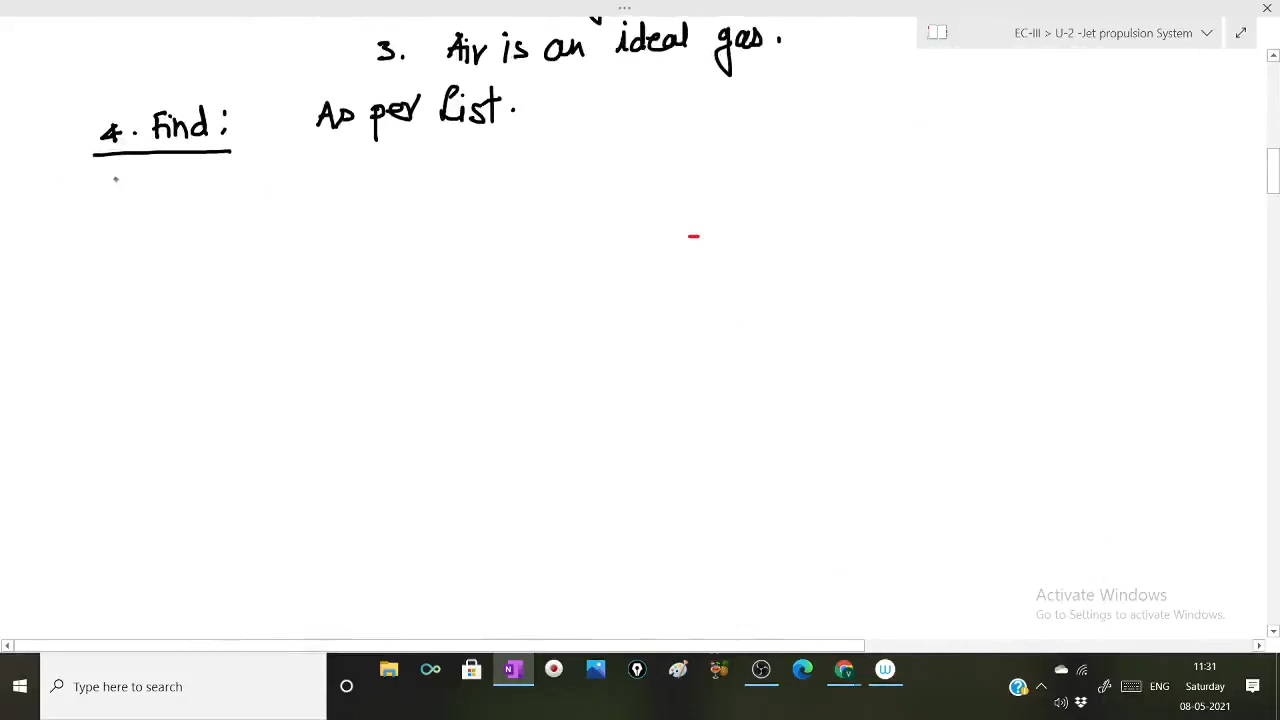 EC-III > U-2 -Jet propulsion System
3. Air is an ideal gas.
4. Find: As per List.
Activate Windows
Go to Settings to activate Windows.
Type here to search
ENG
11:31
Saturday
08-05-2021